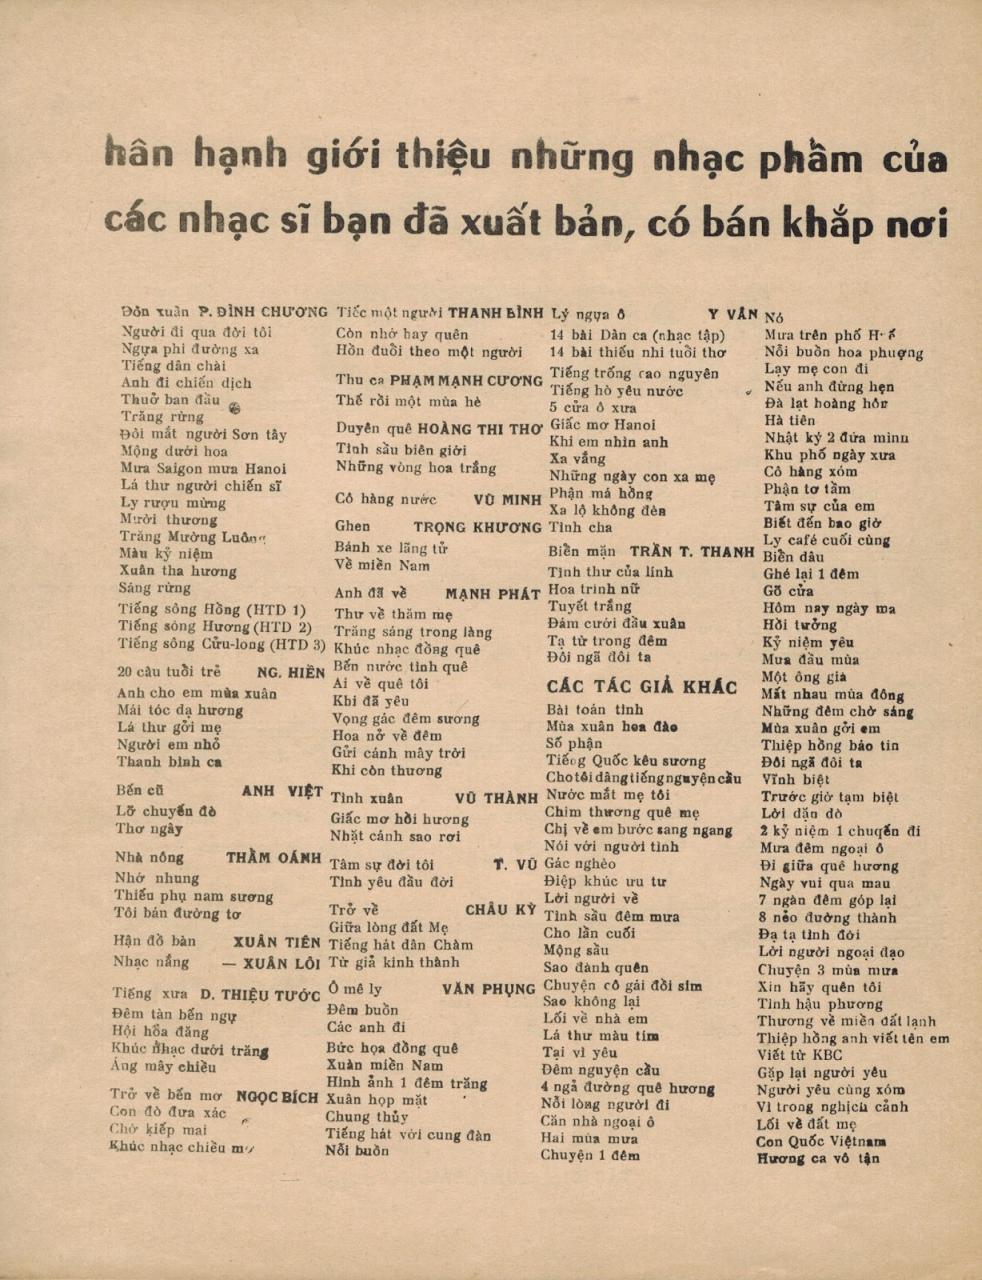 hân hạnh giới thiệu những nhạc phẩm của
các nhạc sĩ bạn đã xuất bản, có bán khắp nơi
Đón xuân P. ĐÌNH CHƯƠNG
Người đi qua đời tôi
Ngựa phi đường xa
Tiếng dân chài
Anh đi chiến dịch
Thuở ban đầu
Trăng rừng
Đôi mắt người Sơn tây
Mộng dưới hoa
Mưa Saigon mưa Hanoi
Lá thư người chiến sĩ
Ly rượu mừng
Mười thương
Trăng Mường
Màu kỷ niệm
Xuân tha hương
Sáng rừng
Tiếng sông Hồng (HTD 1)
Tiếng sông Hương (HTD 2)
Tiếng sông Cửu-long (HTD 3)
20 câu tuổi trẻ NG. HIỀN
Anh cho em mùa xuân
Mái tóc dạ hương
Lá thư gởi mẹ
Người em nhỏ
Thanh bình ca
Bến cũ ANH VIỆT
Lỡ chuyến đò
Thơ ngây
Nhà nông THẨM OÁNH
Nhớ nhung
Thiếu phụ nam sương
Tôi bán đường tơ
Hận đồ bàn XUÂN TIÊN
Nhạc nắng — XUÂN LÔI
Tiếng xưa D. THIỆU TƯỚC
Đêm tàn bến ngự
Hội hoa đăng
Khúc nhạc dưới trăng
Áng mây chiều
Trở về bến mơ NGỌC BÍCH
Con đò đưa xác
Chờ kiếp mai
Khúc nhạc chiều
Tiếc một người THANH BÌNH
Còn nhớ hay quên
Hồn đuối theo một người
Thu ca PHẠM MẠNH CƯƠNG
Thế rồi một mùa hè
Duyên quê HOÀNG THI THƠ
Tình sầu biên giới
Những vòng hoa trắng
Cô hàng nước VŨ MINH
Ghen TRỌNG KHƯƠNG
Bánh xe lãng tử
Về miền Nam
Anh đã về MẠNH PHÁT
Thư về thăm mẹ
Trăng sáng trong làng
Khúc nhạc đồng quê
Bến nước tình quê
Ai về quê tôi
Khi đã yêu
Vọng gác đêm sương
Hoa nở về đêm
Gửi cánh mây trời
Khi còn thương
Tình xuân VŨ THÀNH
Giấc mơ hồi hương
Nhặt cánh sao rơi
Tâm sự đời tôi T. VŨ
Tình yêu đầu đời
Trở về CHÂU KỲ
Giữa lòng đất Mẹ
Tiếng hát dân Chàm
Từ giả kinh thành
Ô mê ly VĂN PHỤNG
Đêm buồn
Các anh đi
Bức họa đồng quê
Xuân miền Nam
Hình ảnh 1 đêm trăng
Xuân họp mặt
Chung thủy
Tiếng hát với cung đàn
Nỗi buồn
Lý ngựa ô Y VÂN
14 bài Dân ca (nhạc tập)
14 bài thiếu nhi tuổi thơ
Tiếng trống cao nguyên
Tiếng hò yêu nước
5 cửa ô xưa
Giấc mơ Hanoi
Khi em nhìn anh
Xa vắng
Những ngày con xa mẹ
Phận má hồng
Xa lộ không đèn
Tình cha
Biển mặn TRẦN T. THANH
Tình thư của lính
Hoa trinh nữ
Tuyết trắng
Đám cưới đầu xuân
Tạ từ trong đêm
Đôi ngã đôi ta
CÁC TÁC GIẢ KHÁC
Bài toán tình
Mùa xuân hoa đào
Số phận
Tiếng Quốc kêu sương
Cho tôi dâng tiếng nguyện cầu
Nước mắt mẹ tôi
Chim thương quê mẹ
Chị về em bước sang ngang
Nói với người tình
Gác nghèo
Điệp khúc ưu tư
Lời người về
Tình sầu đêm mưa
Cho lần cuối
Mộng sầu
Sao đành quên
Chuyện cô gái đồi sim
Sao không lại
Lối về nhà em
Lá thư màu tím
Tại vì yêu
Đêm nguyện cầu
4 ngả đường quê hương
Nỗi lòng người đi
Căn nhà ngoại ô
Hai mùa mưa
Chuyện 1 đêm
Nó
Mưa trên phố
Nỗi buồn hoa phượng
Lạy mẹ con đi
Nếu anh đừng hẹn
Đà lạt hoàng hôn
Hà tiên
Nhật ký 2 đứa mình
Khu phố ngày xưa
Cô hàng xóm
Phận tơ tằm
Tâm sự của em
Biết đến bao giờ
Ly café cuối cùng
Biển dâu
Ghé lại 1 đêm
Gõ cửa
Hôm nay ngày ma
Hồi tưởng
Kỷ niệm yêu
Mưa đầu mùa
Một ông già
Mất nhau mùa đông
Những đêm chờ sáng
Mùa xuân gởi em
Thiệp hồng báo tin
Đôi ngã đôi ta
Vĩnh biệt
Trước giờ tạm biệt
Lời dặn dò
2 kỷ niệm 1 chuyến đi
Mưa đêm ngoại ô
Đi giữa quê hương
Ngày vui qua mau
7 ngàn đêm góp lại
8 nẻo đường thành
Đạ tạ tình đời
Lời người ngoại đạo
Chuyện 3 mùa mưa
Xin hãy quên tôi
Tình hậu phương
Thương về miền đất lạnh
Thiệp hồng anh viết tên em
Viết từ KBC
Gặp lại người yêu
Người yêu cùng xóm
Vì trong nghịch cảnh
Lối về đất mẹ
Con Quốc Việtnam
Hương ca vô tận